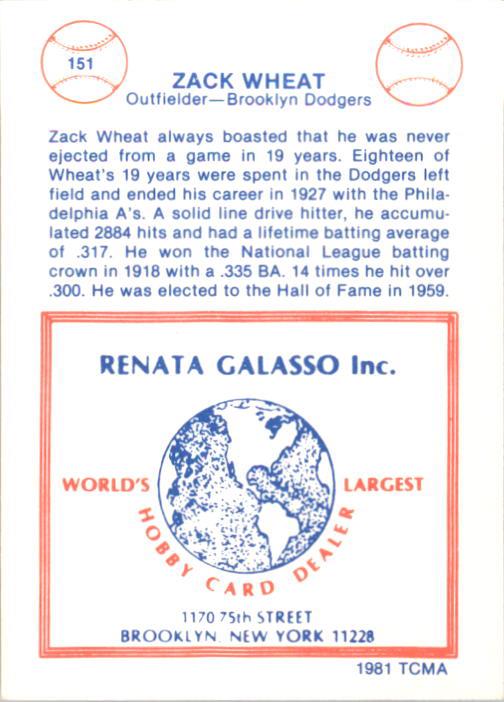 151
ZACK WHEAT
Outfielder—Brooklyn Dodgers
Zack Wheat always boasted that he was never
ejected from a game in 19 years. Eighteen of
Wheat's 19 years were spent in the Dodgers left
field and ended his career in 1927 with the Phila-
delphia A's. A solid line drive hitter, he accumu-
lated 2884 hits and had a lifetime batting average
of .317. He won the National League batting
crown in 1918 with a .335 BA. 14 times he hit over
.300. He was elected to the Hall of Fame in 1959.
RENATA GALASSO Inc.
WORLD'S LARGEST
HOBBY CARD DEALER
1170 75th STREET
BROOKLYN, NEW YORK 11228
1981 TCMA